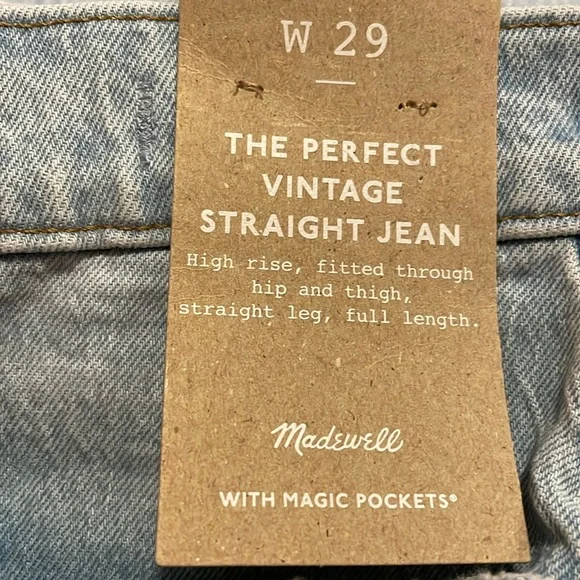 W 29
THE PERFECT
VINTAGE
STRAIGHT JEAN
High rise, fitted through
hip and thigh,
straight leg, full length.
Madewell
WITH MAGIC POCKETS®